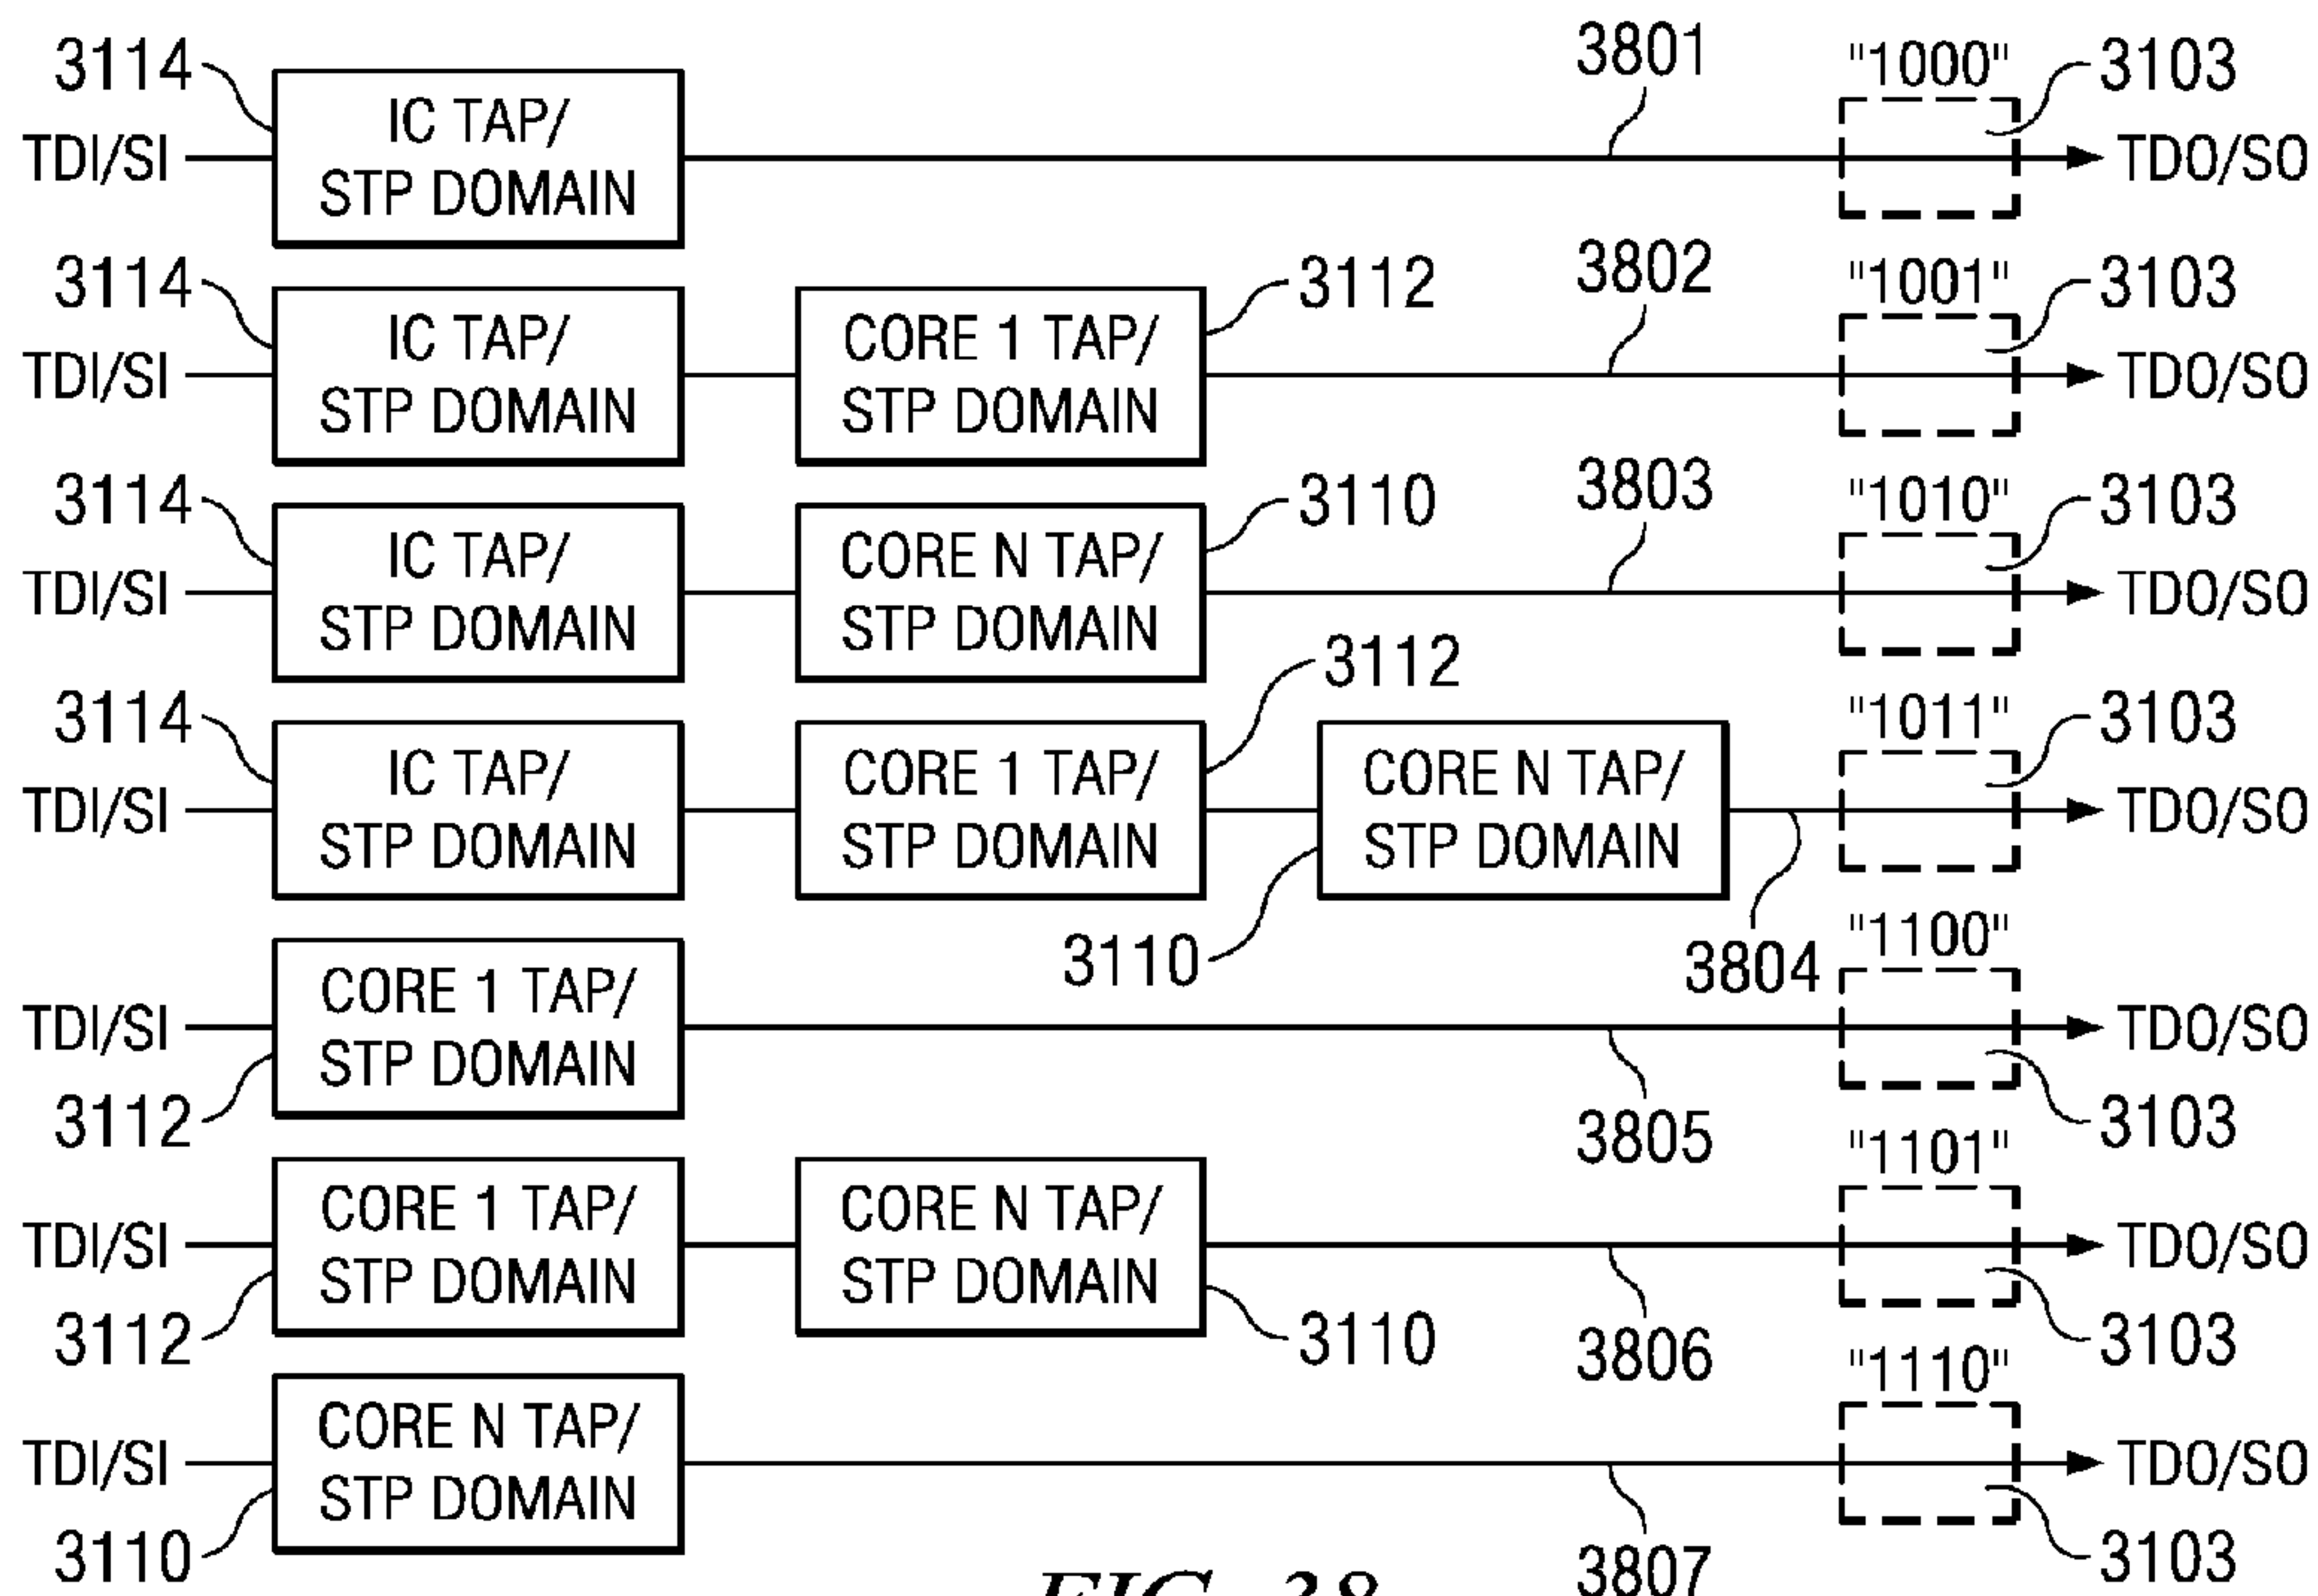 3114
3801
"1000"
3103
TDI/SI
IC TAP/
STP DOMAIN
TDO/SO
3114
3112
3802
"1001"
3103
TDI/SI
IC TAP/
STP DOMAIN
CORE 1 TAP/
STP DOMAIN
TDO/SO
3114
3110
3803
"1010"
3103
TDI/SI
IC TAP/
STP DOMAIN
CORE N TAP/
STP DOMAIN
TDO/SO
3114
3112
"1011"
3103
TDI/SI
IC TAP/
STP DOMAIN
CORE 1 TAP/
STP DOMAIN
CORE N TAP/
STP DOMAIN
TDO/SO
3110
3804
"1100"
TDI/SI
CORE 1 TAP/
STP DOMAIN
TDO/SO
3112
3805
3103
"1101"
TDI/SI
CORE 1 TAP/
STP DOMAIN
CORE N TAP/
STP DOMAIN
TDO/SO
3112
3110
3806
3103
"1110"
TDI/SI
CORE N TAP/
STP DOMAIN
TDO/SO
3110
3807
3103
FIG. 38